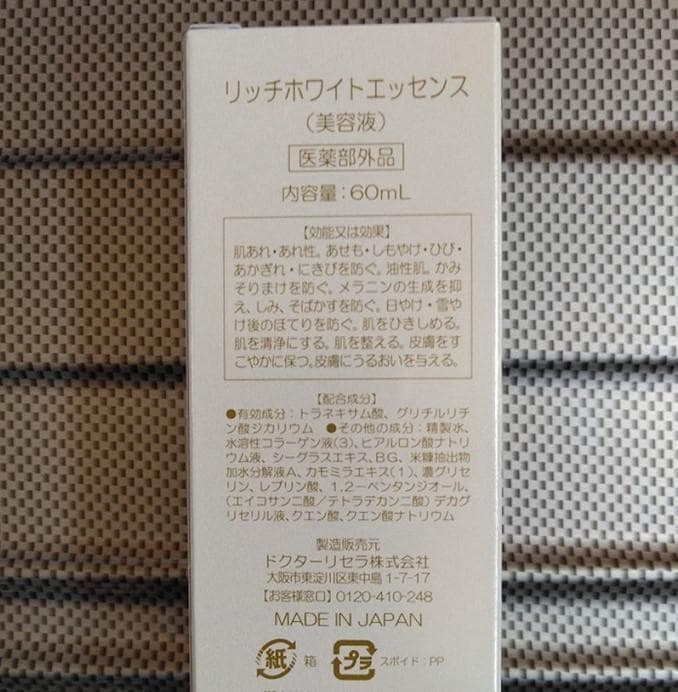 リッチホワイトエッセンス
（美容液）
医薬部外品
内容量：60mL
【効能又は効果】
肌あれ・あれ性。あせも・しもやけ・ひび・
あかぎれ・にきびを防ぐ。油性肌。かみ
そりまけを防ぐ。メラニンの生成を抑
え、しみ、そばかすを防ぐ。日やけ・雪や
け後のほてりを防ぐ。肌をひきしめる。
肌を清浄にする。肌を整える。皮膚をす
こやかに保つ。皮膚にうるおいを与える。
【配合成分】
●有効成分：トラネキサム酸、グリチルリチ
ン酸ジカリウム ●その他の成分：精製水、
水溶性コラーゲン液(3)、ヒアルロン酸ナトリ
ウム液、シーグラスエキス、BG、米糠抽出物
加水分解液A、カモミラエキス(1)、濃グリセ
リン、レブリン酸、1,2-ペンタンジオール、
(エイコサン二酸／テトラデカン二酸)デカグ
リセリル液、クエン酸、クエン酸ナトリウム
製造販売元
ドクターリセラ株式会社
大阪市東淀川区東中島1-7-17
【お客様窓口】0120-410-248
MADE IN JAPAN
紙 箱 プラ スポイド：PP